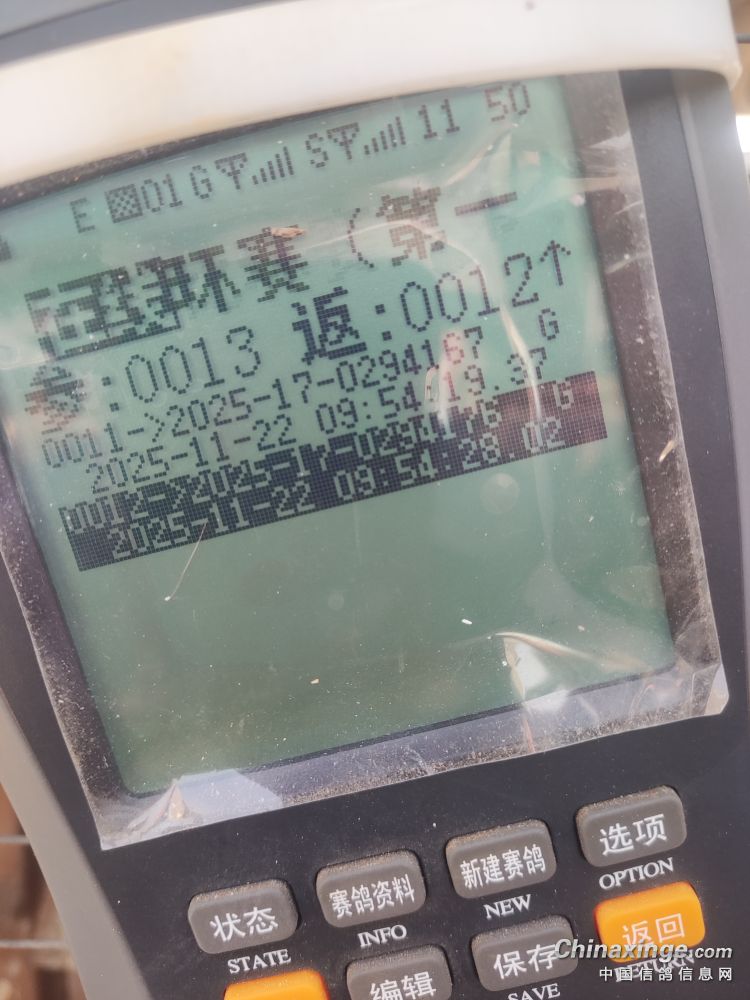 E 01 G S 11 50
环赛 (第一
参:0013 返:0012↑
0011->2025-17-0294167 G
2025-11-22 09:54:19.37
G
2025-11-22 09:54:28.02
选项
OPTION
新建赛鸽
NEW
赛鸽资料
INFO
状态
STATE
返回
RETURN
保存
SAVE
编辑
Chinaxinge.com
中国信鸽信息网